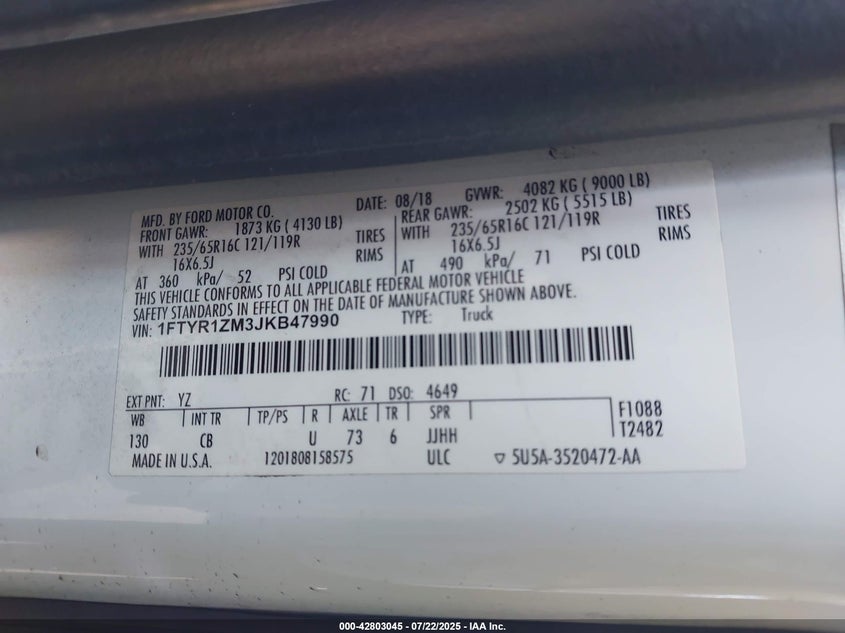 MFD. BY FORD MOTOR CO. DATE: 08/18 GVWR: 4082 KG ( 9000 LB)
FRONT GAWR: 1873 KG ( 4130 LB) REAR GAWR: 2502 KG ( 5515 LB)
WITH 235/65R16C 121/119R TIRES WITH 235/65R16C 121/119R TIRES
16X6.5J RIMS 16X6.5J RIMS
AT 360 kPa/ 52 PSI COLD AT 490 kPa/ 71 PSI COLD
THIS VEHICLE CONFORMS TO ALL APPLICABLE FEDERAL MOTOR VEHICLE
SAFETY STANDARDS IN EFFECT ON THE DATE OF MANUFACTURE SHOWN ABOVE.
VIN: 1FTYR1ZM3JKB47990 TYPE: Truck
EXT PNT: YZ RC: 71 DSO: 4649
WB INT TR TP/PS R AXLE TR SPR F1088
130 CB U 73 6 JJHH T2482
MADE IN U.S.A. 1201808158575 ULC ▽ 5U5A-3520472-AA
000-42803045 - 07/22/2025 - IAA Inc.